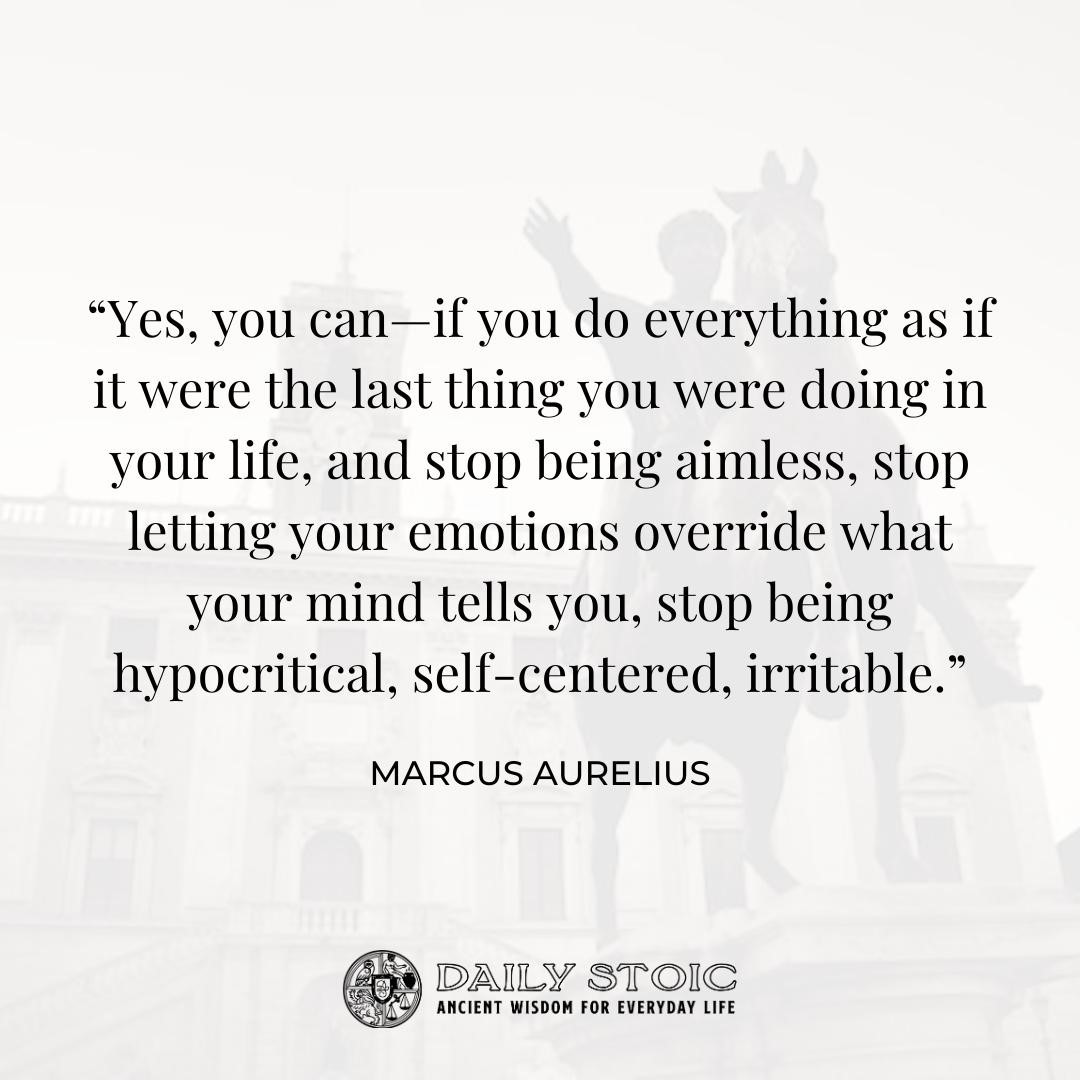 “Yes, you can—if you do everything as if
it were the last thing you were doing in
your life, and stop being aimless, stop
letting your emotions override what
your mind tells you, stop being
hypocritical, self-centered, irritable.”
MARCUS AURELIUS
DAILY STOIC
ANCIENT WISDOM FOR EVERYDAY LIFE